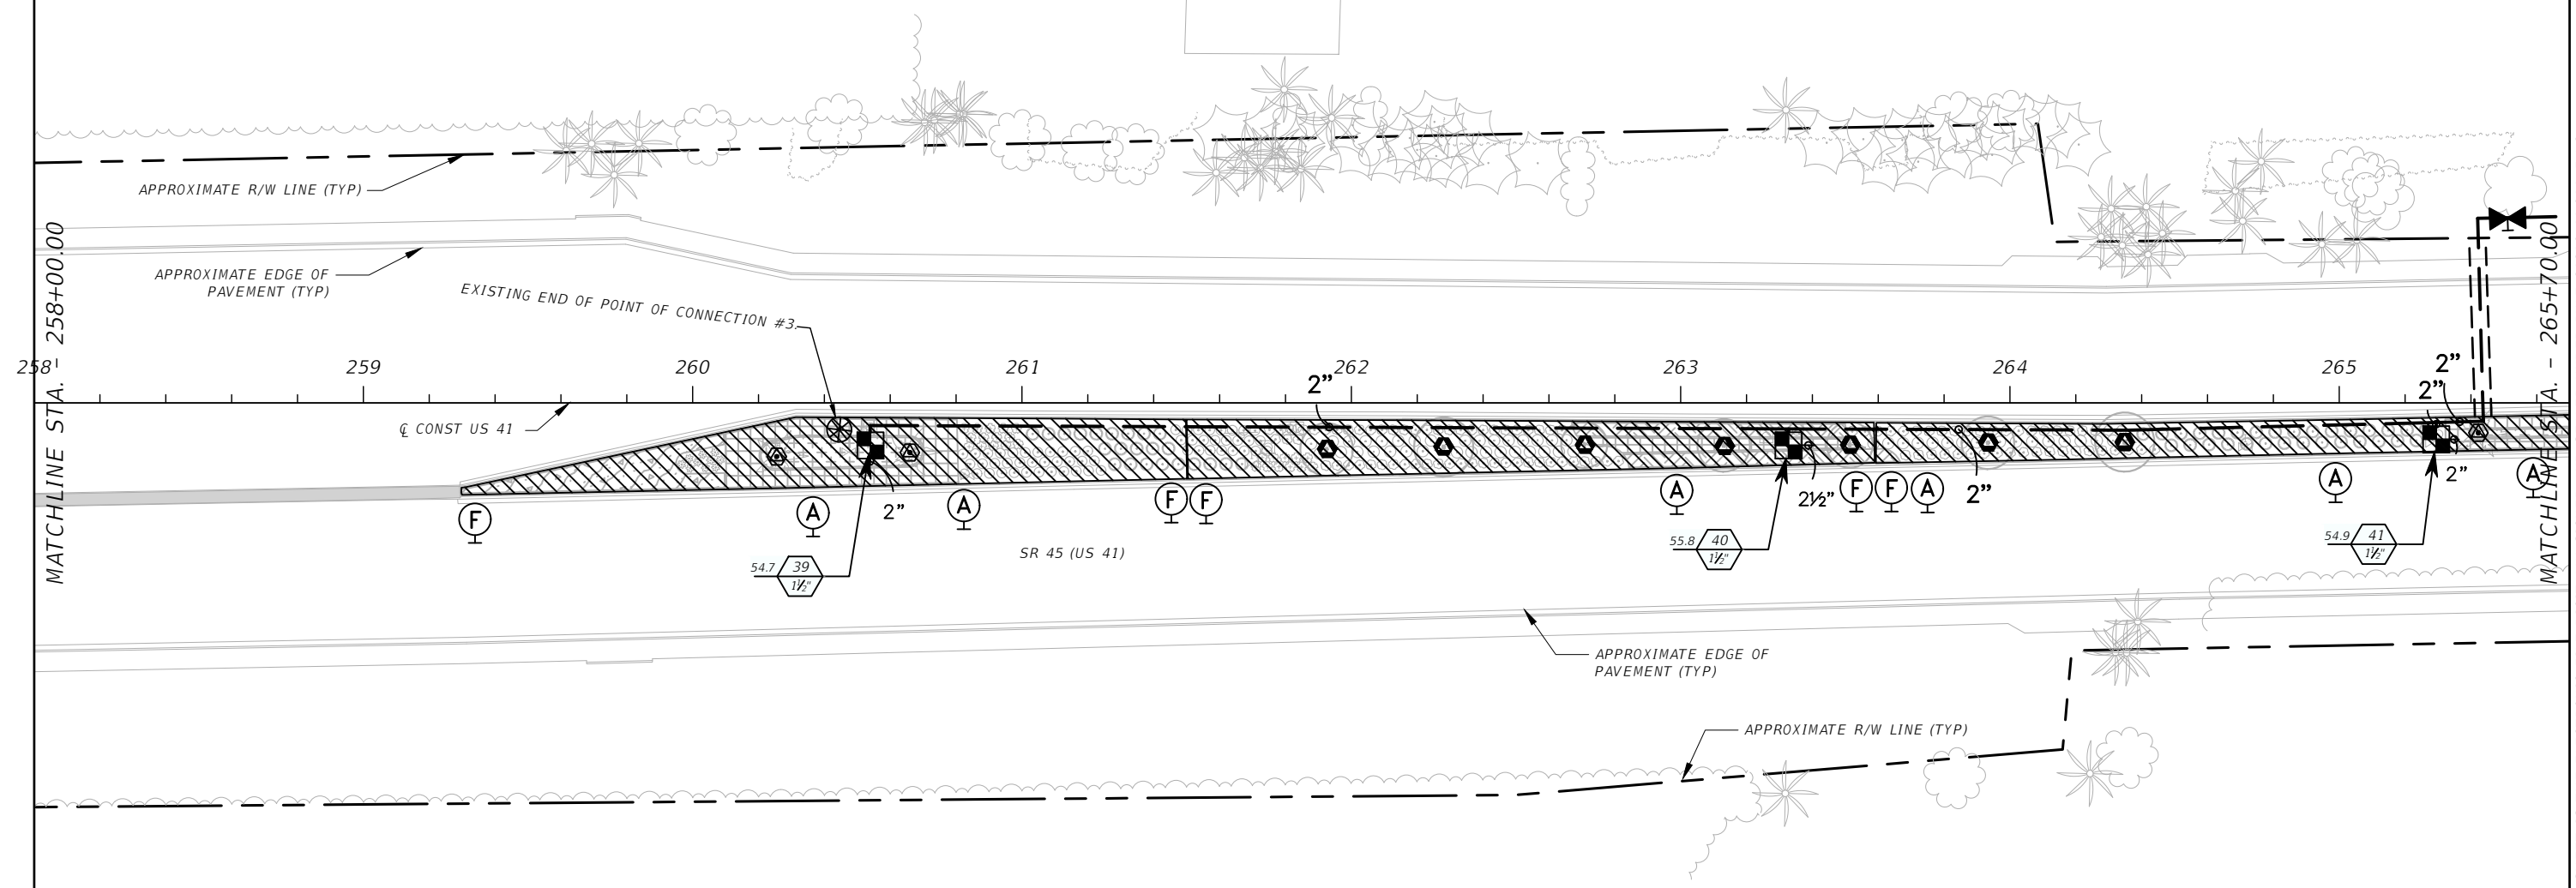 APPROXIMATE R/W LINE (TYP)
APPROXIMATE EDGE OF
PAVEMENT (TYP)
EXISTING END OF POINT OF CONNECTION #3.
MATCHLINE STA. - 258+00.00
MATCHLINE STA. - 265+70.00
258
259
260
261
262
263
264
265
2”
2”
2”
℄ CONST US 41
F
A
2”
A
F
F
A
2½”
F
F
A
2”
A
2”
A
54.7
39
1½"
SR 45 (US 41)
55.8
40
1½"
54.9
41
1½"
APPROXIMATE EDGE OF
PAVEMENT (TYP)
APPROXIMATE R/W LINE (TYP)